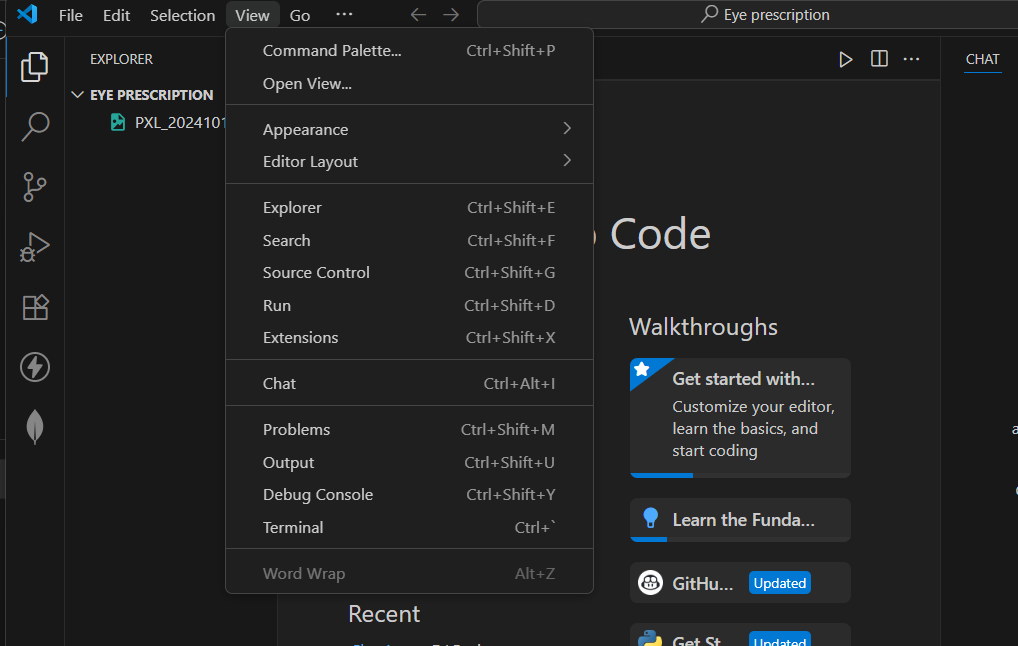 File Edit Selection View Go ··· Eye prescription
EXPLORER
CHAT
EYE PRESCRIPTION
PXL_2024101
Command Palette... Ctrl+Shift+P
Open View...
Appearance
Editor Layout
Explorer Ctrl+Shift+E
Search Ctrl+Shift+F
Source Control Ctrl+Shift+G
Run Ctrl+Shift+D
Extensions Ctrl+Shift+X
Chat Ctrl+Alt+I
Problems Ctrl+Shift+M
Output Ctrl+Shift+U
Debug Console Ctrl+Shift+Y
Terminal Ctrl+`
Word Wrap Alt+Z
Code
Recent
Walkthroughs
Get started with...
Customize your editor,
learn the basics, and
start coding
Learn the Funda...
GitHu... Updated
Get St... Updated